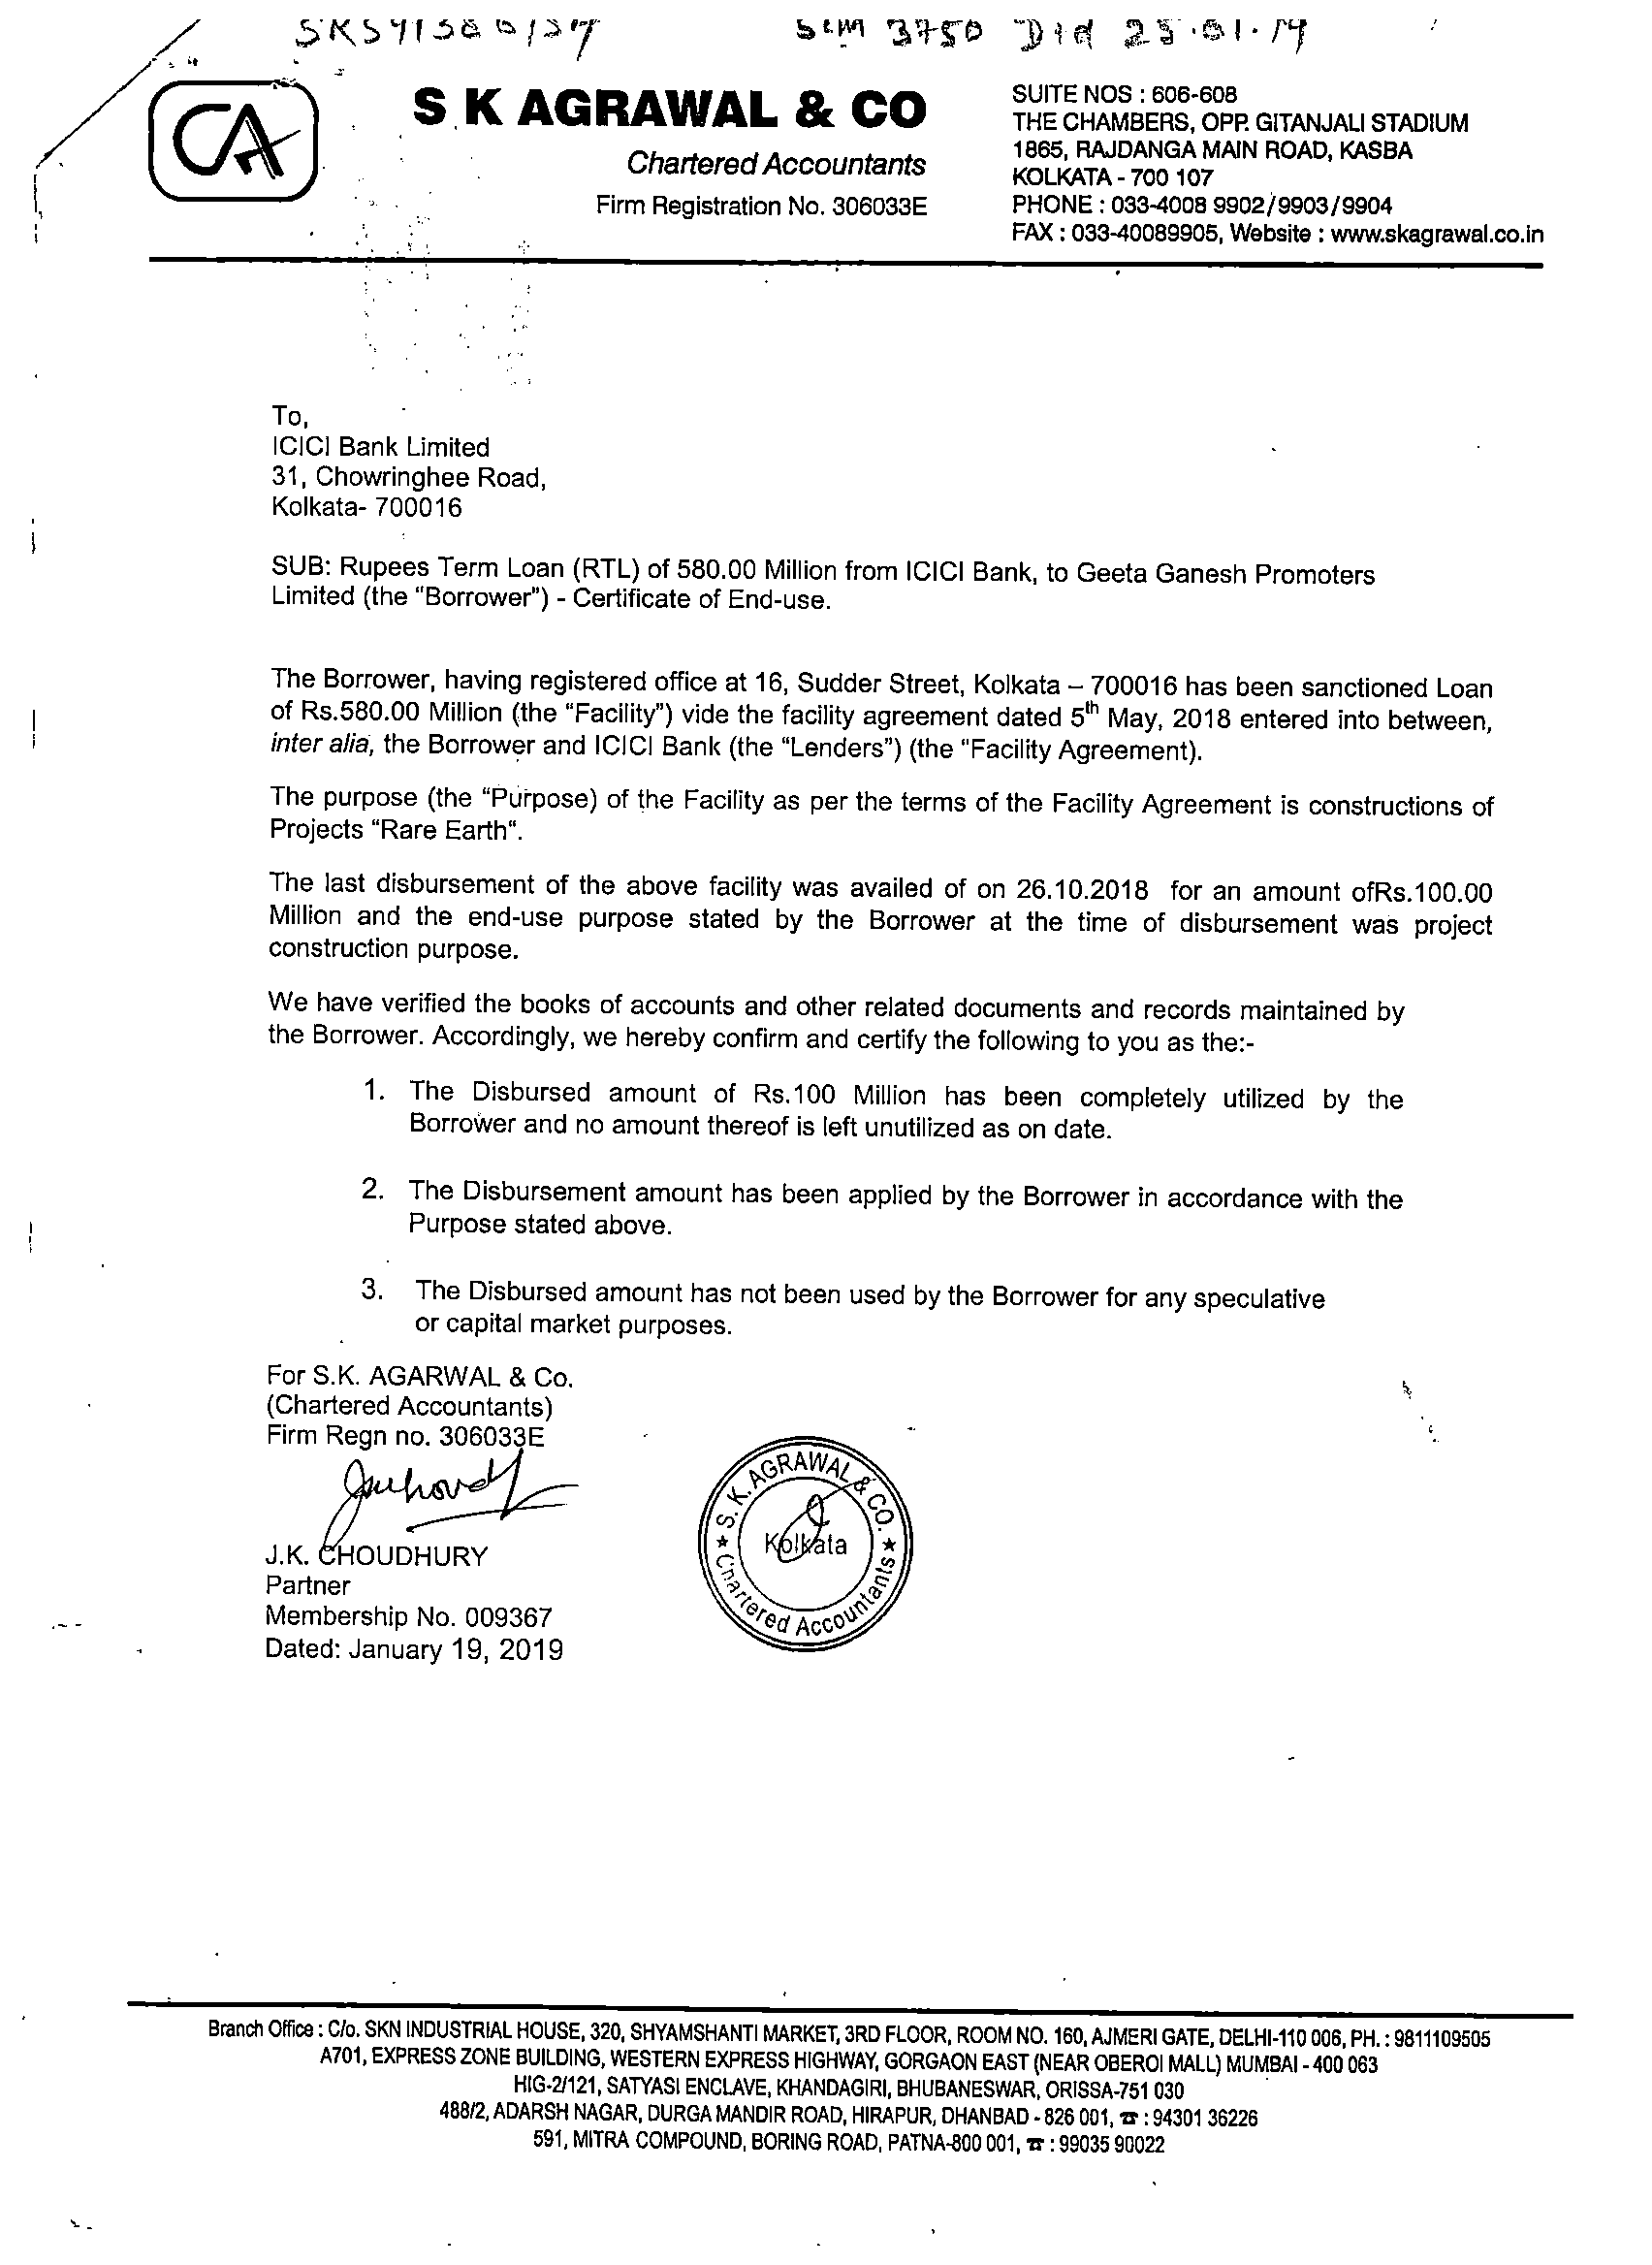 3750 Dtd
CA
S K AGRAWAL & CO
Chartered Accountants
Firm Registration No. 306033E
SUITE NOS : 606-608
THE CHAMBERS, OPP. GITANJALI STADIUM
1865, RAJDANGA MAIN ROAD, KASBA
KOLKATA - 700 107
PHONE : 033-4008 9902/9903/9904
FAX : 033-40089905, Website : www.skagrawal.co.in
To,
ICICI Bank Limited
31, Chowringhee Road,
Kolkata- 700016
SUB: Rupees Term Loan (RTL) of 580.00 Million from ICICI Bank, to Geeta Ganesh Promoters
Limited (the "Borrower") - Certificate of End-use.
The Borrower, having registered office at 16, Sudder Street, Kolkata – 700016 has been sanctioned Loan
of Rs.580.00 Million (the “Facility”) vide the facility agreement dated 5th May, 2018 entered into between,
inter alia, the Borrower and ICICI Bank (the “Lenders”) (the "Facility Agreement).
The purpose (the “Purpose) of the Facility as per the terms of the Facility Agreement is constructions of
Projects “Rare Earth".
The last disbursement of the above facility was availed of on 26.10.2018 for an amount ofRs.100.00
Million and the end-use purpose stated by the Borrower at the time of disbursement was project
construction purpose.
We have verified the books of accounts and other related documents and records maintained by
the Borrower. Accordingly, we hereby confirm and certify the following to you as the:-
1. The Disbursed amount of Rs.100 Million has been completely utilized by the
Borrower and no amount thereof is left unutilized as on date.
2. The Disbursement amount has been applied by the Borrower in accordance with the
Purpose stated above.
3. The Disbursed amount has not been used by the Borrower for any speculative
or capital market purposes.
For S.K. AGARWAL & Co.
(Chartered Accountants)
Firm Regn no. 306033E
J.K. CHOUDHURY
Partner
Membership No. 009367
Dated: January 19, 2019
S. K. AGRAWAL & CO.
Kolkata
★ Chartered Accountants ★
Branch Office : C/o. SKN INDUSTRIAL HOUSE, 320, SHYAMSHANTI MARKET, 3RD FLOOR, ROOM NO. 160, AJMERI GATE, DELHI-110 006, PH. : 9811109505
A701, EXPRESS ZONE BUILDING, WESTERN EXPRESS HIGHWAY, GORGAON EAST (NEAR OBEROI MALL) MUMBAI - 400 063
HIG-2/121, SATYASI ENCLAVE, KHANDAGIRI, BHUBANESWAR, ORISSA-751 030
488/2, ADARSH NAGAR, DURGA MANDIR ROAD, HIRAPUR, DHANBAD - 826 001, ☎ : 94301 36226
591, MITRA COMPOUND, BORING ROAD, PATNA-800 001, ☎ : 99035 90022